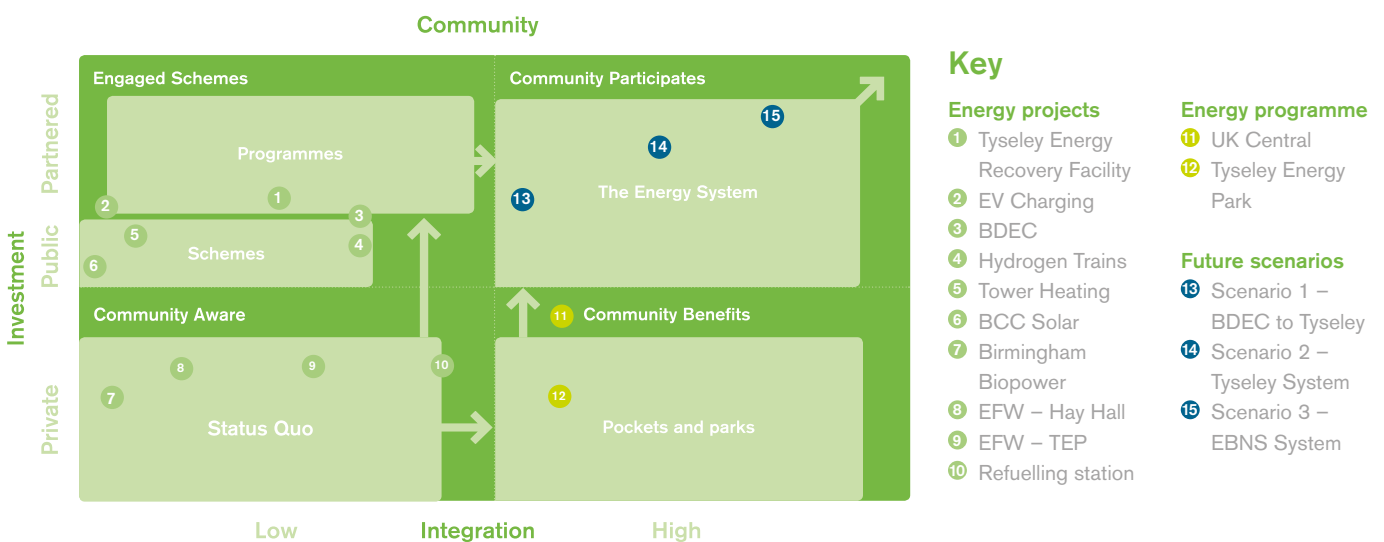 Community
Engaged Schemes
Community Participates
Partnered
Programmes
The Energy System
1
2
3
4
5
6
13
14
15
Public
Schemes
Investment
Community Aware
11
Community Benefits
7
8
9
10
12
Private
Status Quo
Pockets and parks
Low
Integration
High
Key
Energy projects
1 Tyseley Energy
Recovery Facility
2 EV Charging
3 BDEC
4 Hydrogen Trains
5 Tower Heating
6 BCC Solar
7 Birmingham
Biopower
8 EFW – Hay Hall
9 EFW – TEP
10 Refuelling station
Energy programme
11 UK Central
12 Tyseley Energy
Park
Future scenarios
13 Scenario 1 –
BDEC to Tyseley
14 Scenario 2 –
Tyseley System
15 Scenario 3 –
EBNS System